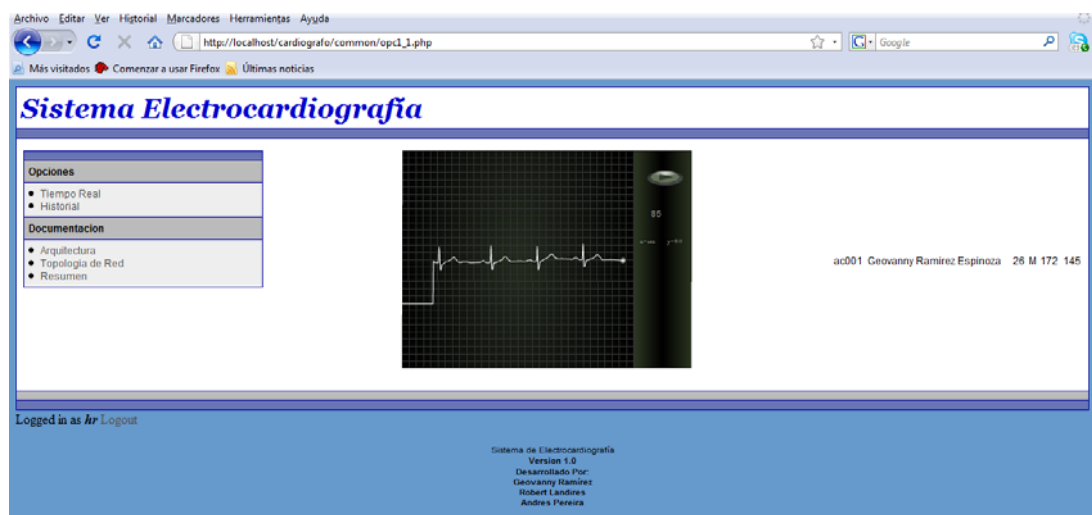 Archivo Editar Ver Historial Marcadores Herramientas Ayuda
http://localhost/cardiografo/common/opc1_1.php
Google
Más visitados Comenzar a usar Firefox Últimas noticias
Sistema Electrocardiografía
Opciones
Tiempo Real
Historial
Documentacion
Arquitectura
Topologia de Red
Resumen
85
ac001 Geovanny Ramirez Espinoza 26 M 172 145
Logged in as hr Logout
Sistema de Electrocardiografía
Version 1.0
Desarrollado Por:
Geovanny Ramírez
Robert Landires
Andres Pereira